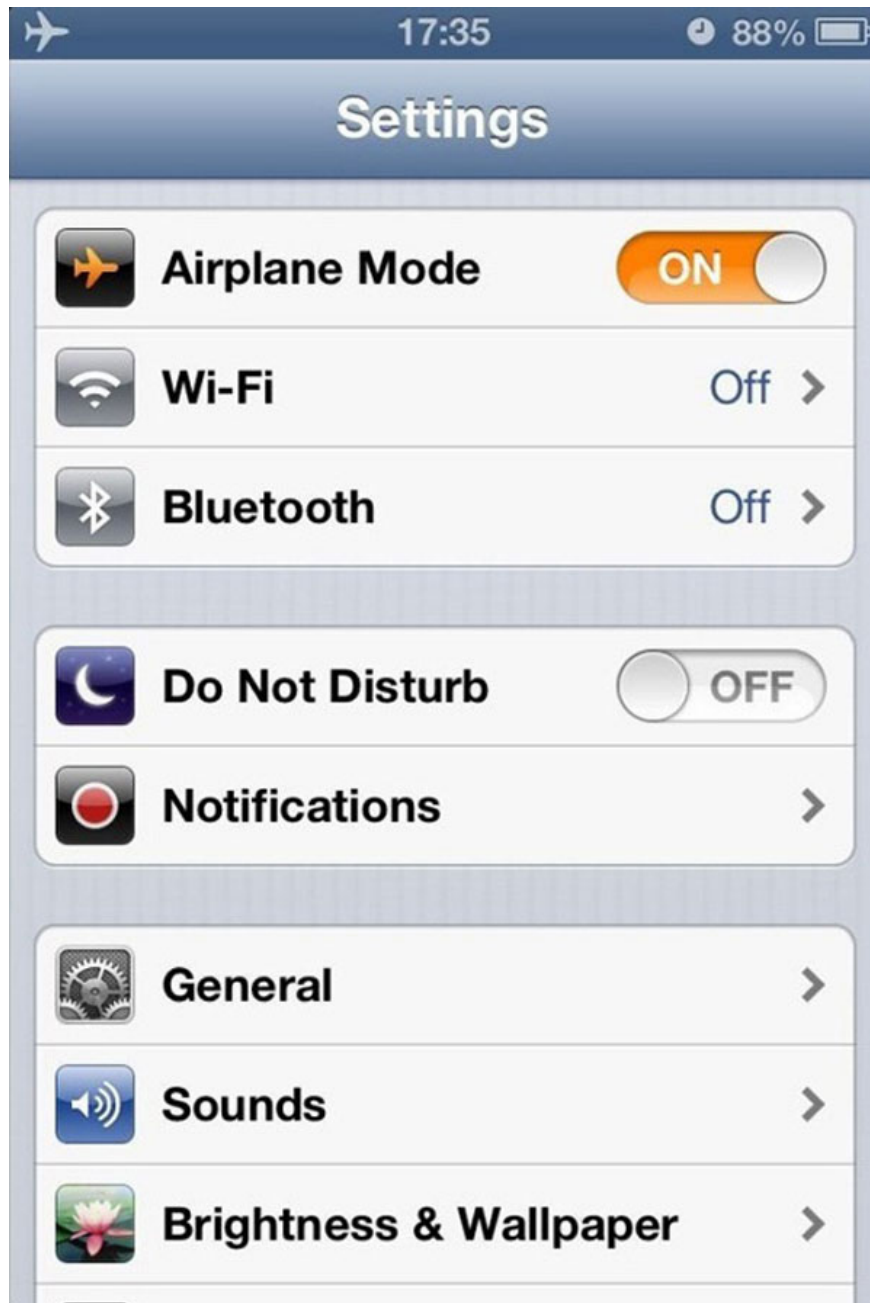 17:35 88%
Settings
Airplane Mode ON
Wi-Fi Off
Bluetooth Off
Do Not Disturb OFF
Notifications
General
Sounds
Brightness & Wallpaper